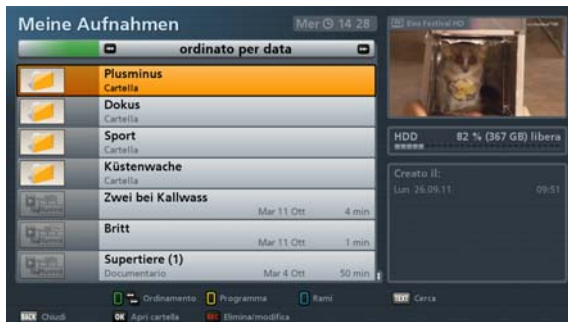 Meine Aufnahmen
Mer 14 28
Eins Festival HD
ordinato per data
Plusminus
Cartella
Dokus
Cartella
Sport
Cartella
Küstenwache
Cartella
Zwei bei Kallwass
Mar 11 Ott 4 min
Britt
Mar 11 Ott 1 min
Supertiere (1)
Documentario Mar 4 Ott 50 min
HDD 82 % (367 GB) libera
Creato il:
Lun 26.09.11 09:51
Ordinamento Programma Rami TEXT Cerca
BACK Chiudi OK Apri cartella REC Elimina/modifica